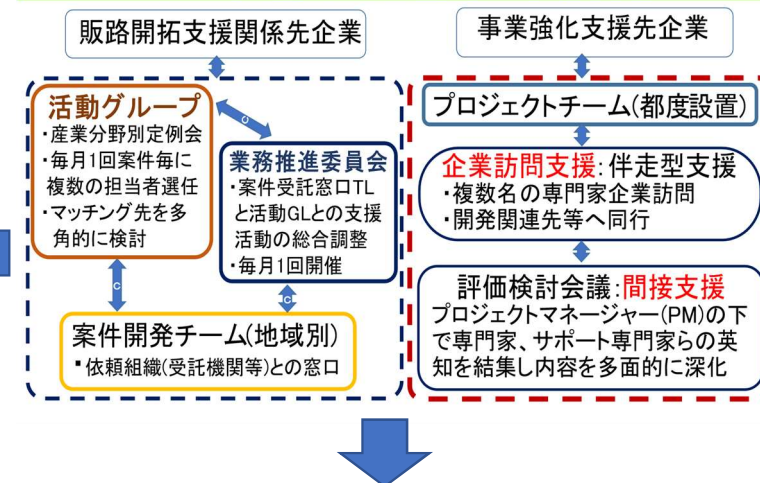 販路開拓支援関係先企業
活動グループ
・産業分野別定例会
・毎月1回案件毎に
複数の担当者選任
・マッチング先を多
角的に検討
業務推進委員会
・案件受託窓口TL
と活動GLとの支援
活動の総合調整
・毎月1回開催
案件開発チーム(地域別)
▪依頼組織(受託機関等)との窓口
事業強化支援先企業
プロジェクトチーム(都度設置)
企業訪問支援:伴走型支援
・複数名の専門家企業訪問
・開発関連先等へ同行
評価検討会議:間接支援
プロジェクトマネージャー(PM)の下
で専門家、サポート専門家らの英
知を結集し内容を多面的に深化